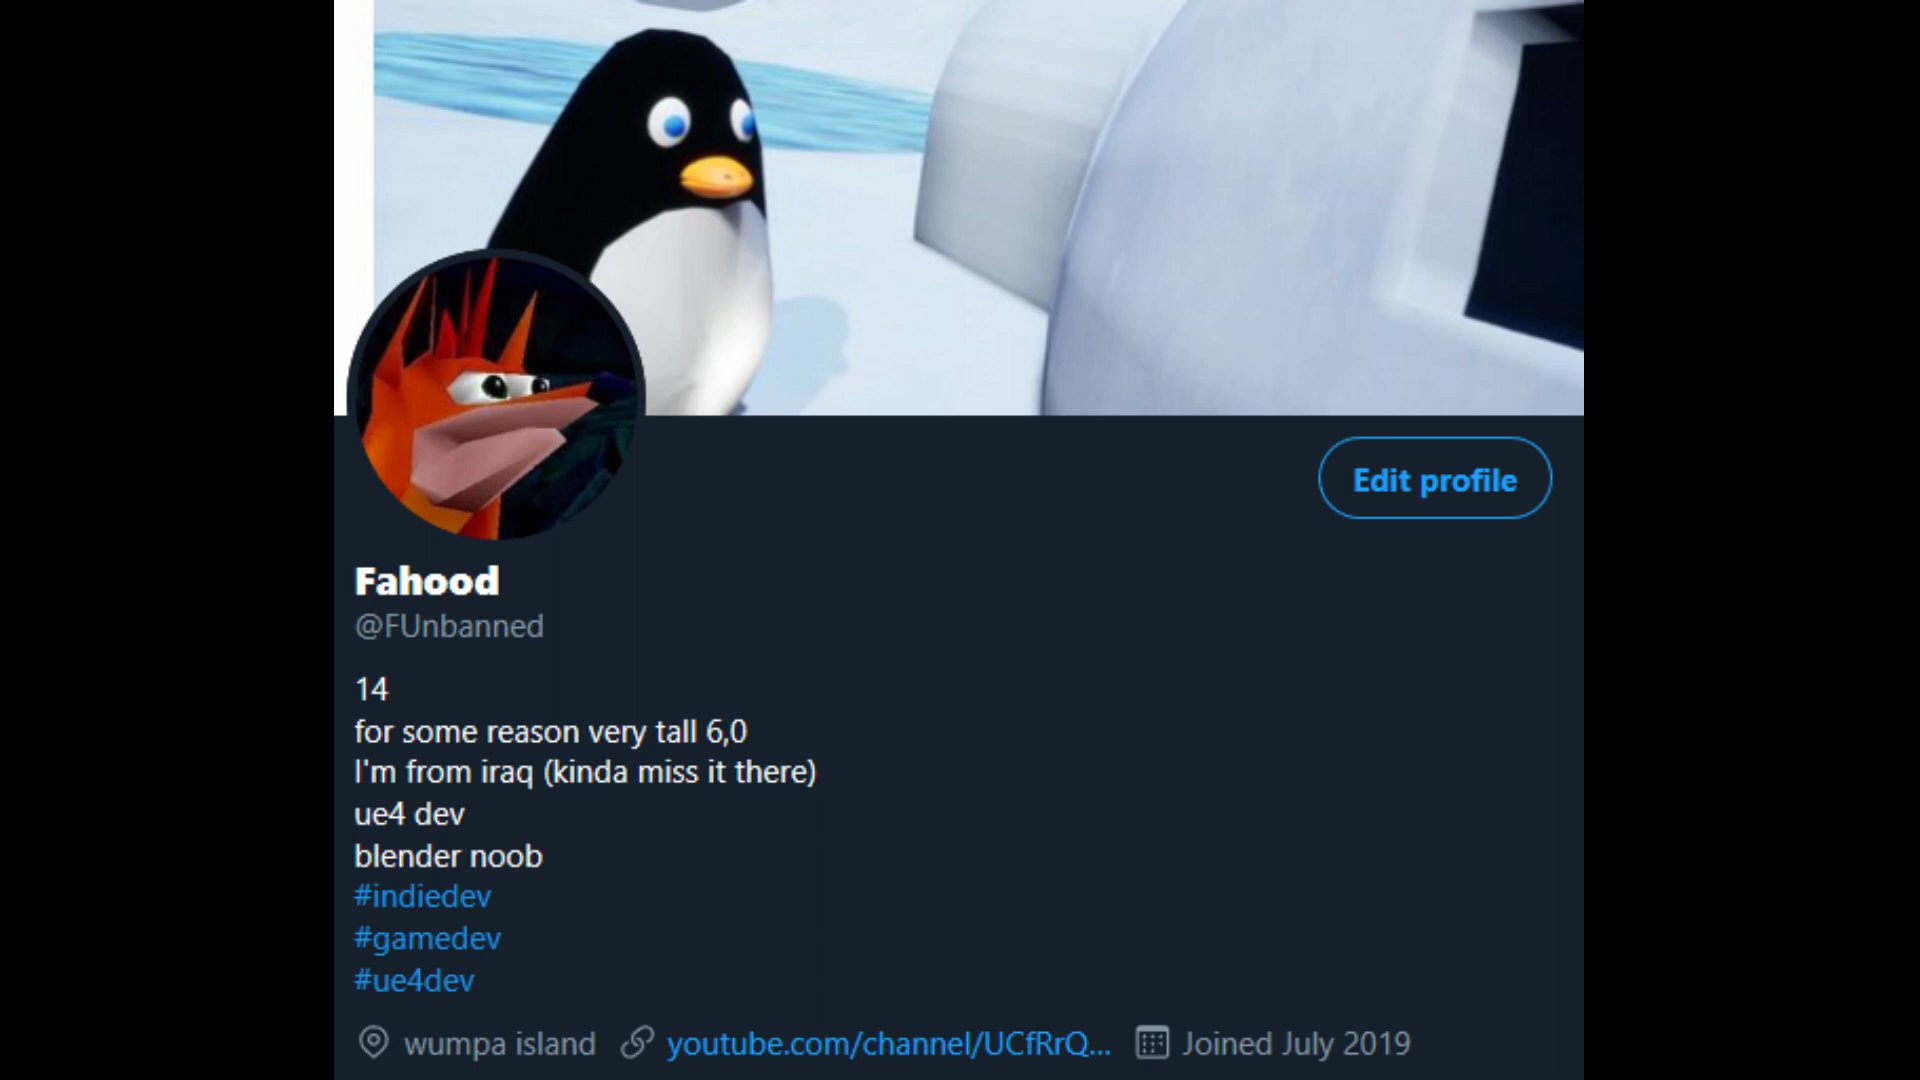 Edit profile
Fahood
@FUnbanned
14
for some reason very tall 6,0
I'm from iraq (kinda miss it there)
ue4 dev
blender noob
#indiedev
#gamedev
#ue4dev
wumpa island youtube.com/channel/UCfRrQ... Joined July 2019